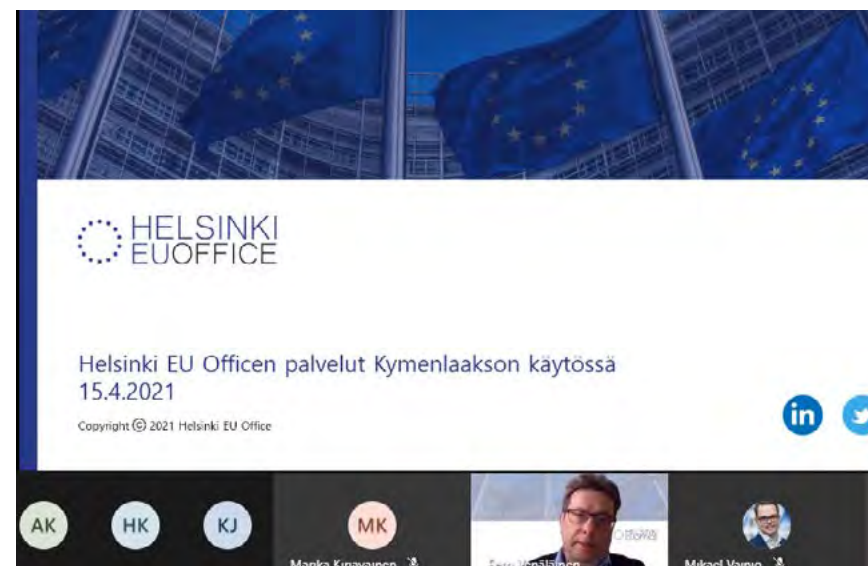 HELSINKI
EUOFFICE
Helsinki EU Officen palvelut Kymenlaakson käytössä
15.4.2021
Copyright © 2021 Helsinki EU Office
in
AK
HK
KJ
MK
Mikael Vainio